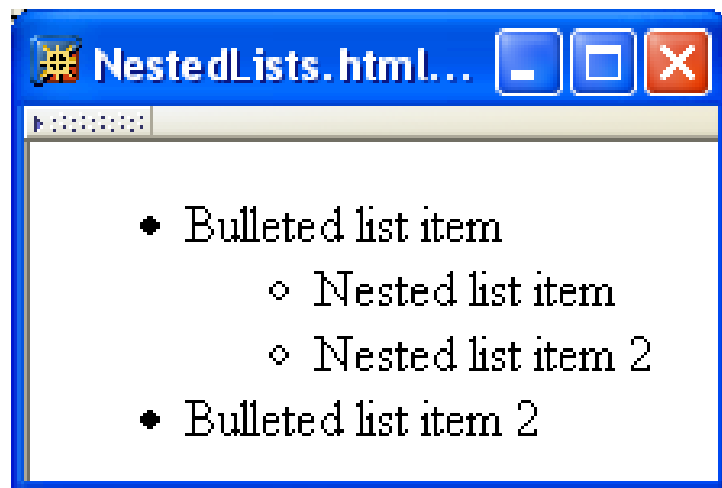 NestedLists.html...
Bulleted list item
Nested list item
Nested list item 2
Bulleted list item 2